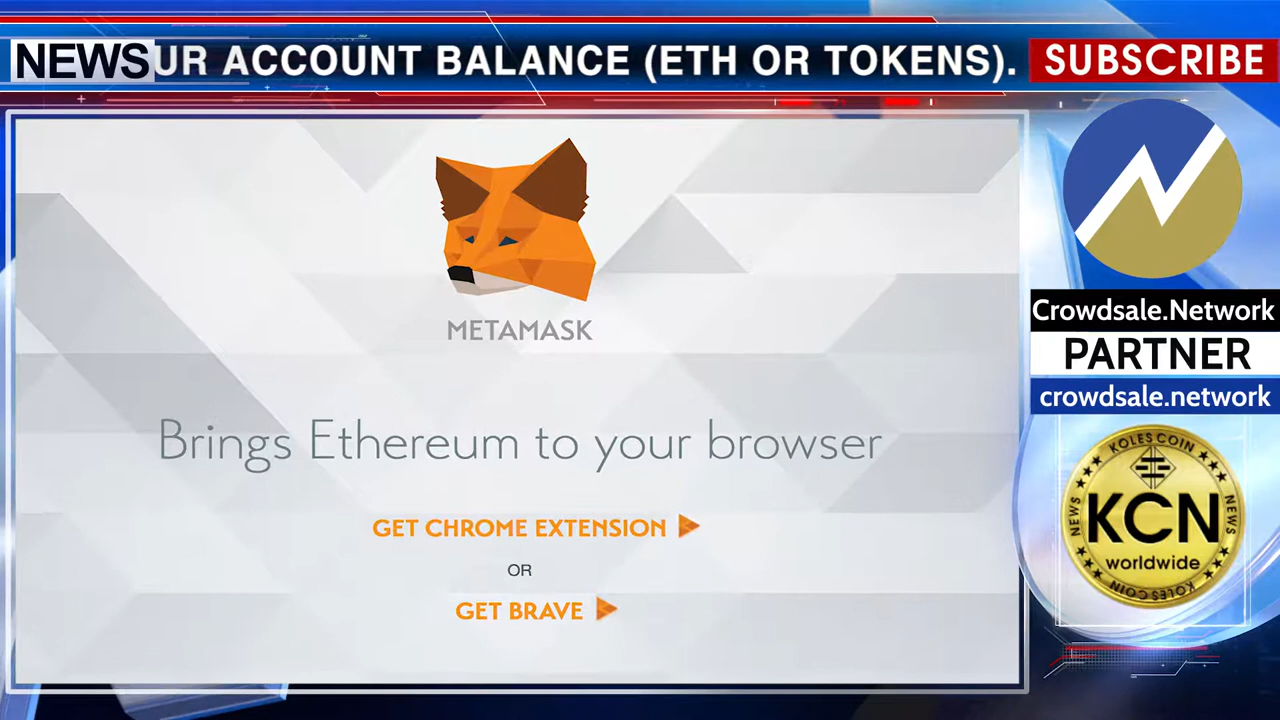 NEWS
UR ACCOUNT BALANCE (ETH OR TOKENS).
SUBSCRIBE
METAMASK
Brings Ethereum to your browser
GET CHROME EXTENSION
OR
GET BRAVE
Crowdsale.Network
PARTNER
crowdsale.network
KOLES COIN
NEWS
KCN
NEWS
worldwide
KOLES COIN